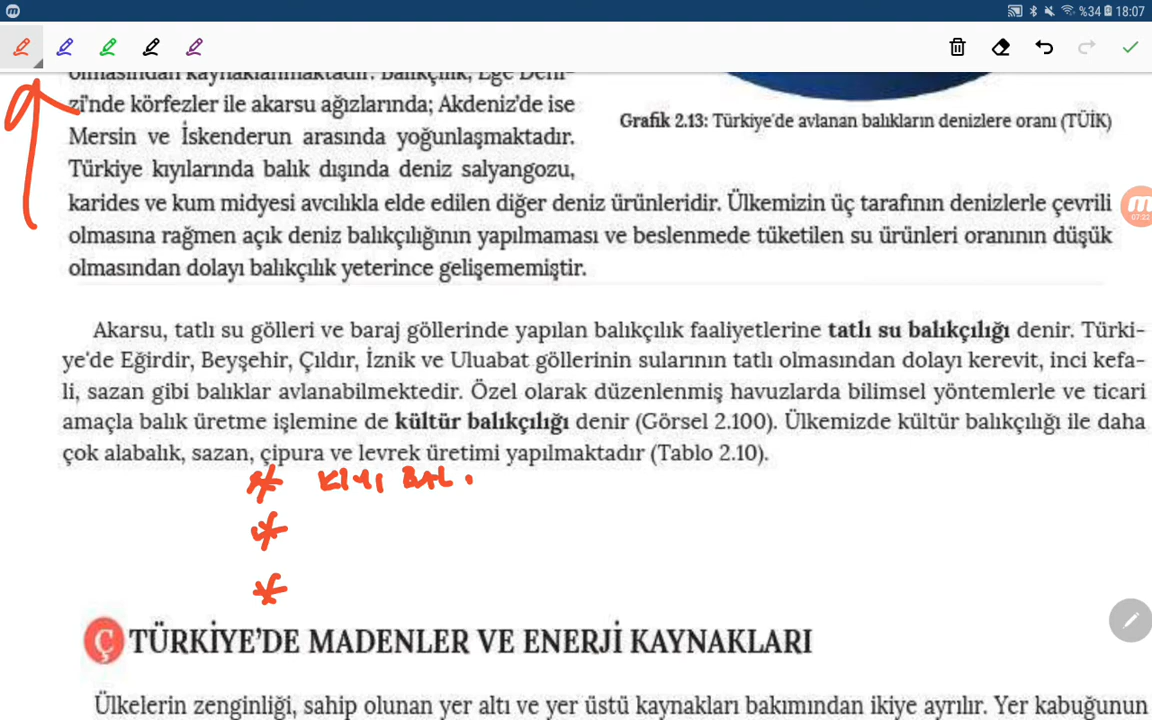 %34 18:07
olmasından kaynaklanmaktadır. Balıkçılık, Ege Deni-
zi'nde körfezler ile akarsu ağızlarında; Akdeniz'de ise
Mersin ve İskenderun arasında yoğunlaşmaktadır.
Türkiye kıyılarında balık dışında deniz salyangozu,
Grafik 2.13: Türkiye'de avlanan balıkların denizlere oranı (TÜİK)
karides ve kum midyesi avcılıkla elde edilen diğer deniz ürünleridir. Ülkemizin üç tarafının denizlerle çevrili
olmasına rağmen açık deniz balıkçılığının yapılmaması ve beslenmede tüketilen su ürünleri oranının düşük
olmasından dolayı balıkçılık yeterince gelişememiştir.
07:22
Akarsu, tatlı su gölleri ve baraj göllerinde yapılan balıkçılık faaliyetlerine tatlı su balıkçılığı denir. Türki-
ye'de Eğirdir, Beyşehir, Çıldır, İznik ve Uluabat göllerinin sularının tatlı olmasından dolayı kerevit, inci kefa-
li, sazan gibi balıklar avlanabilmektedir. Özel olarak düzenlenmiş havuzlarda bilimsel yöntemlerle ve ticari
amaçla balık üretme işlemine de kültür balıkçılığı denir (Görsel 2.100). Ülkemizde kültür balıkçılığı ile daha
çok alabalık, sazan, çipura ve levrek üretimi yapılmaktadır (Tablo 2.10).
* KIYI BAL.
*
*
Ç TÜRKİYE'DE MADENLER VE ENERJİ KAYNAKLARI
Ülkelerin zenginliği, sahip olunan yer altı ve yer üstü kaynakları bakımından ikiye ayrılır. Yer kabuğunun